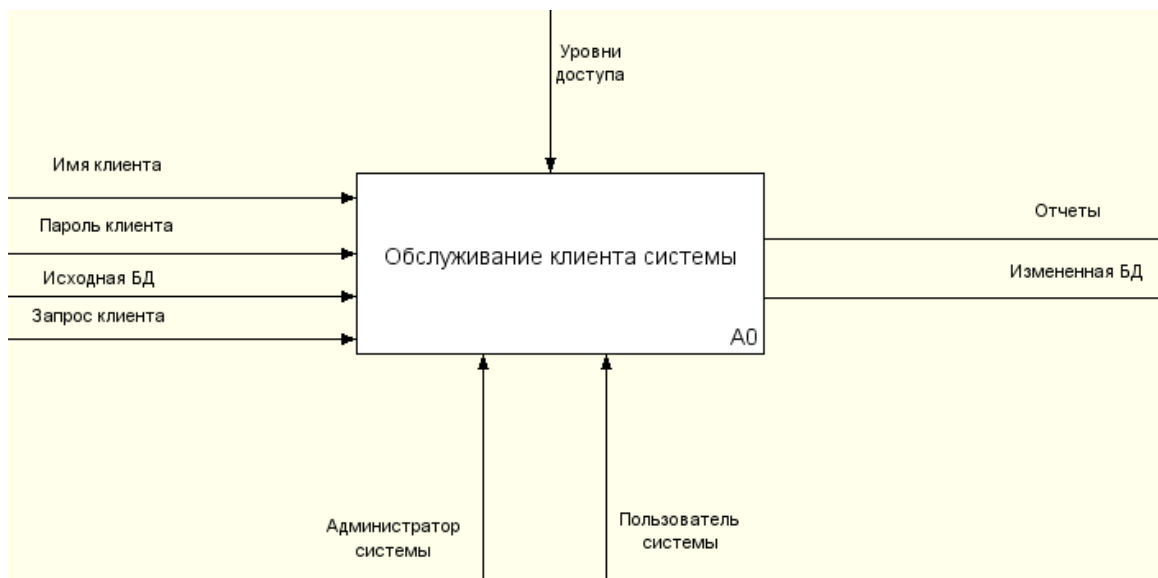 Уровни
доступа
Имя клиента
Пароль клиента
Исходная БД
Запрос клиента
Обслуживание клиента системы
A0
Отчеты
Измененная БД
Администратор
системы
Пользователь
системы